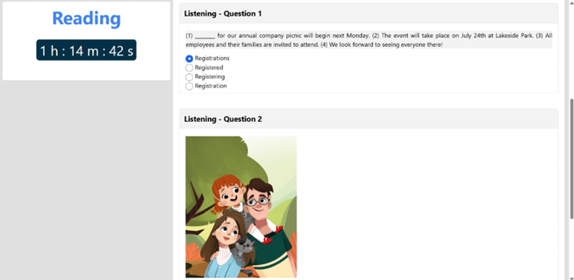 Reading
1 h : 14 m : 42 s
Listening - Question 1
(1) ______ for our annual company picnic will begin next Monday. (2) The event will take place on July 24th at Lakeside Park. (3) All
employees and their families are invited to attend. (4) We look forward to seeing everyone there!
Registrations
Registered
Registering
Registration
Listening - Question 2